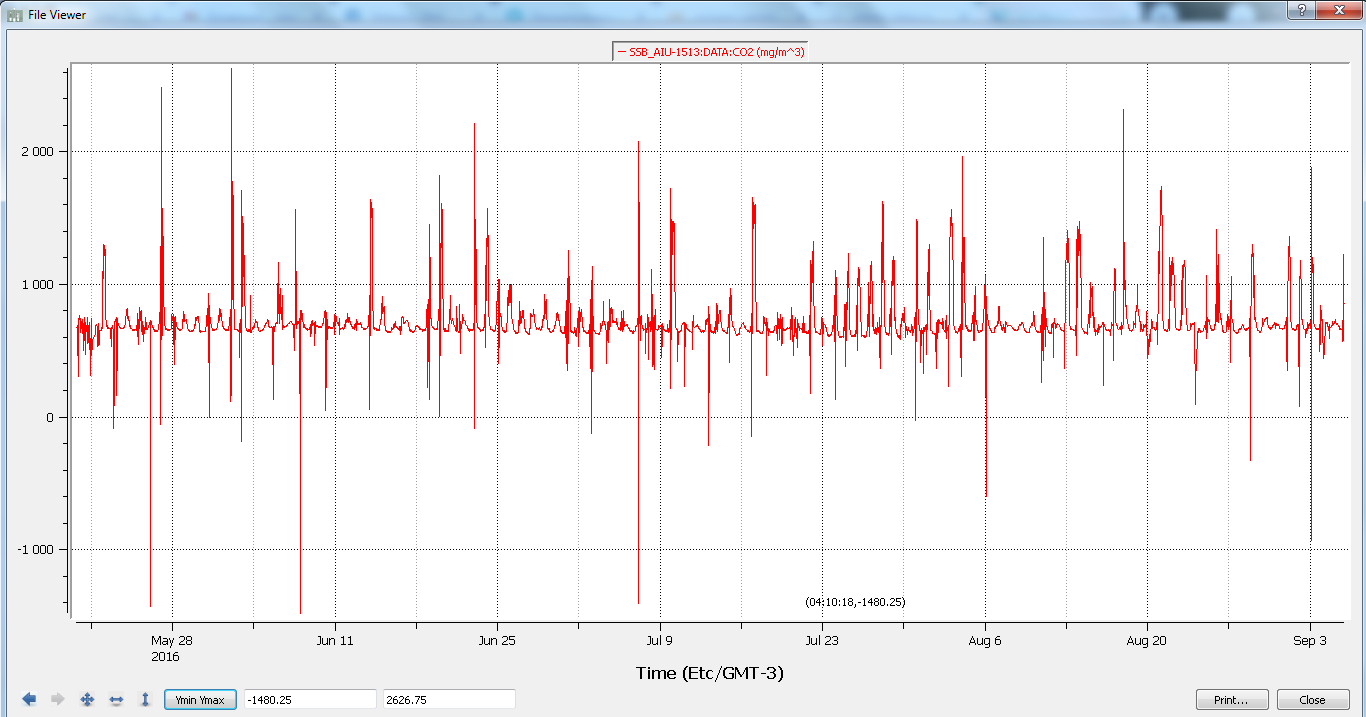 File Viewer
? X
SSB_AIU-1513:DATA:CO2 (mg/m^3)
2 000
1 000
0
-1 000
(04:10:18,-1480.25)
May 28 Jun 11 Jun 25 Jul 9 Jul 23 Aug 6 Aug 20 Sep 3
2016
Time (Etc/GMT-3)
Ymin Ymax -1480.25 2626.75 Print... Close